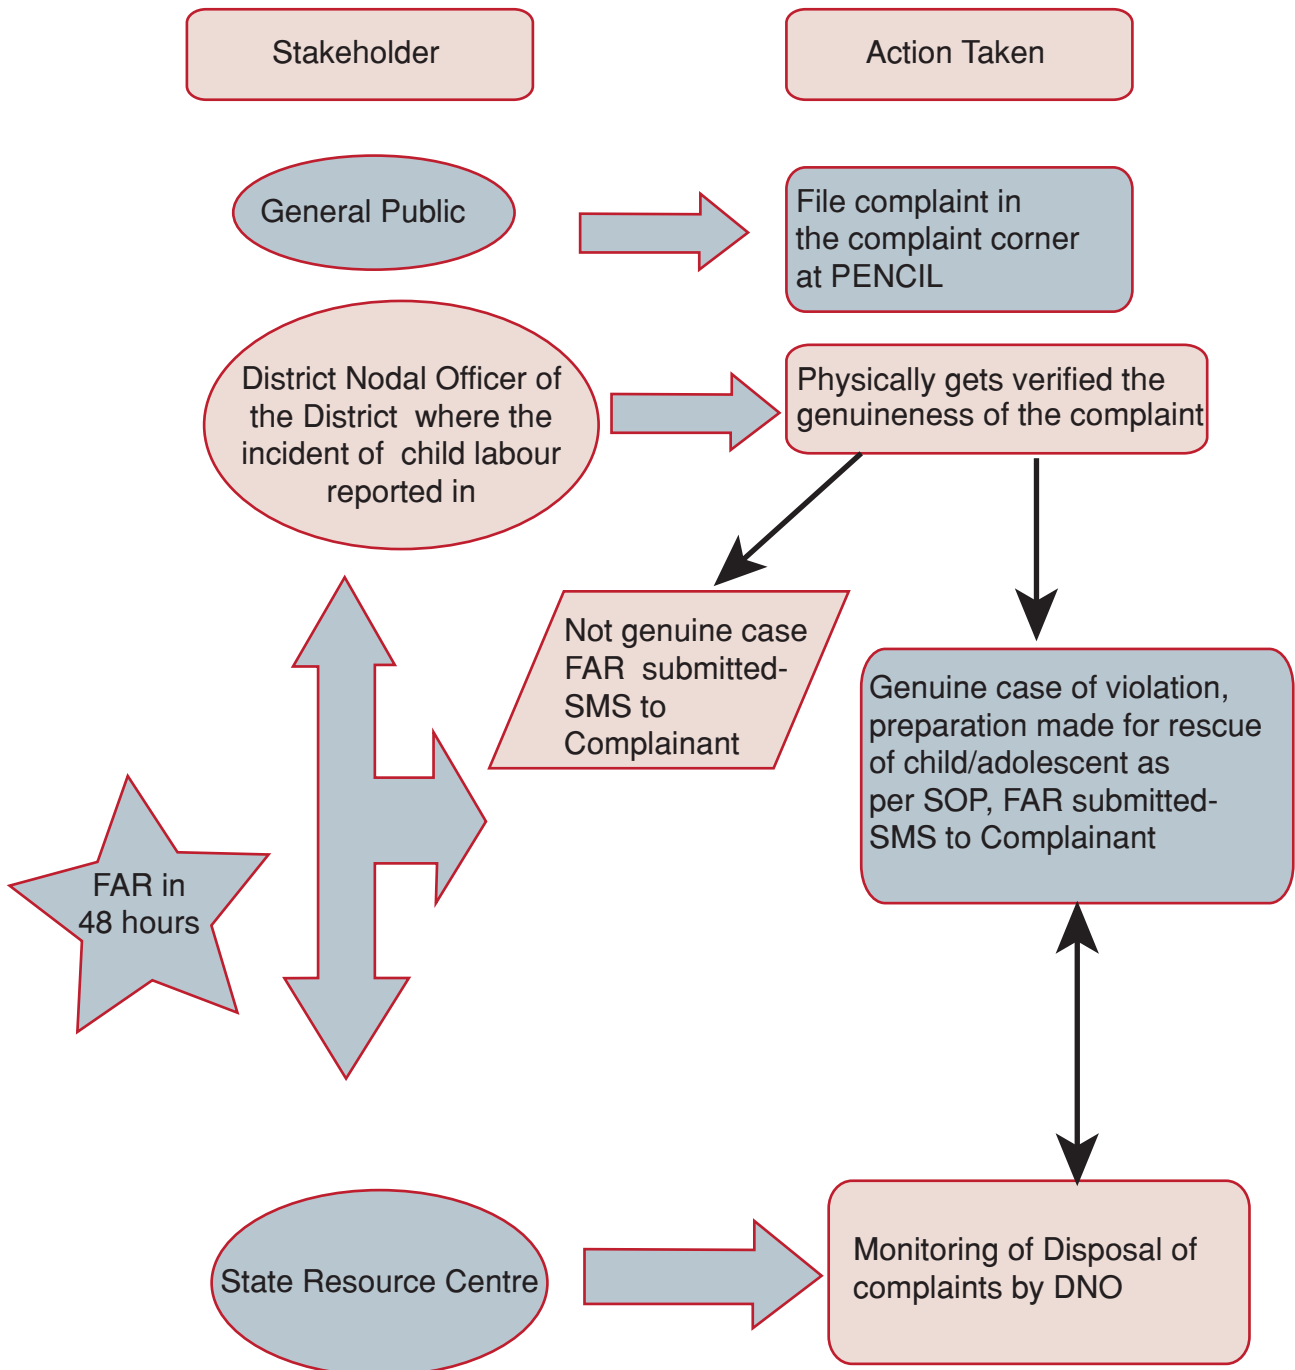 Stakeholder
Action Taken
General Public
File complaint in
the complaint corner
at PENCIL
District Nodal Officer of
the District where the
incident of child labour
reported in
Physically gets verified the
genuineness of the complaint
Not genuine case
FAR submitted-
SMS to
Complainant
Genuine case of violation,
preparation made for rescue
of child/adolescent as
per SOP, FAR submitted-
SMS to Complainant
FAR in
48 hours
State Resource Centre
Monitoring of Disposal of
complaints by DNO